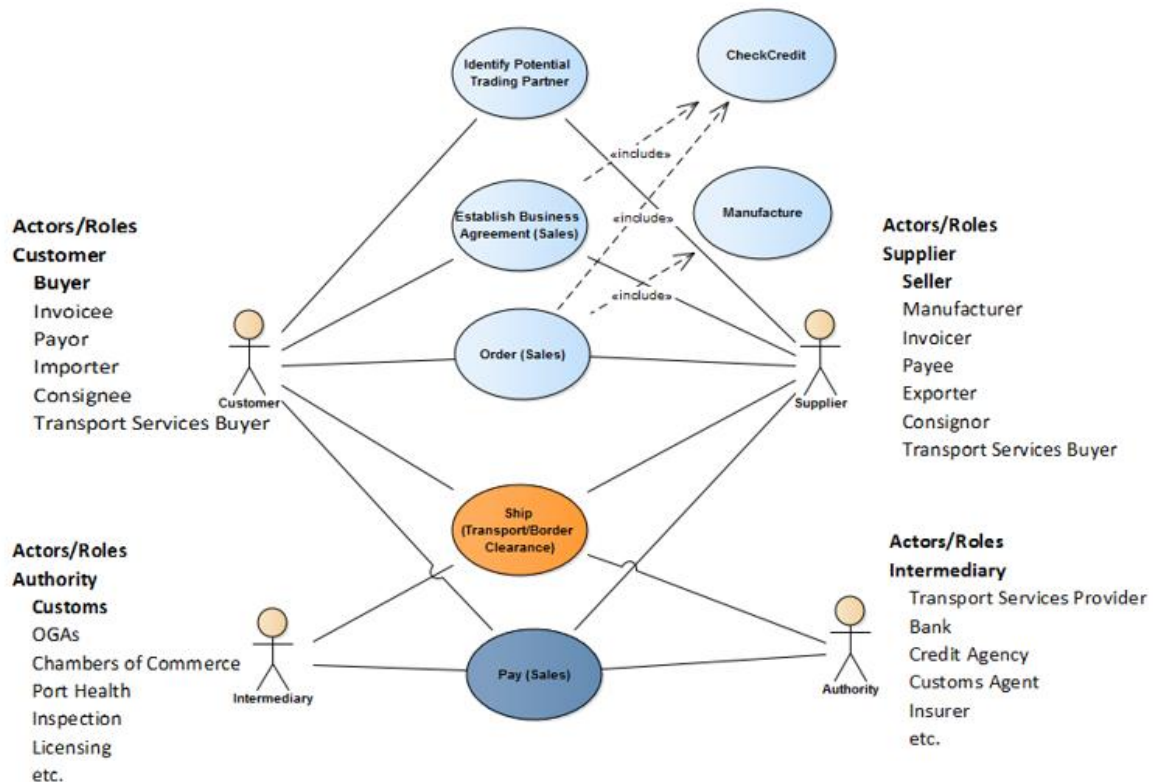 Identify Potential
Trading Partner
CheckCredit
«include»
Establish Business
Agreement (Sales)
«include»
Manufacture
«include»
Order (Sales)
Actors/Roles
Customer
Buyer
Invoicee
Payor
Importer
Consignee
Transport Services Buyer
Customer
Supplier
Actors/Roles
Supplier
Seller
Manufacturer
Invoicer
Payee
Exporter
Consignor
Transport Services Buyer
Ship
(Transport/Border
Clearance)
Actors/Roles
Authority
Customs
OGAs
Chambers of Commerce
Port Health
Inspection
Licensing
etc.
Intermediary
Pay (Sales)
Authority
Actors/Roles
Intermediary
Transport Services Provider
Bank
Credit Agency
Customs Agent
Insurer
etc.